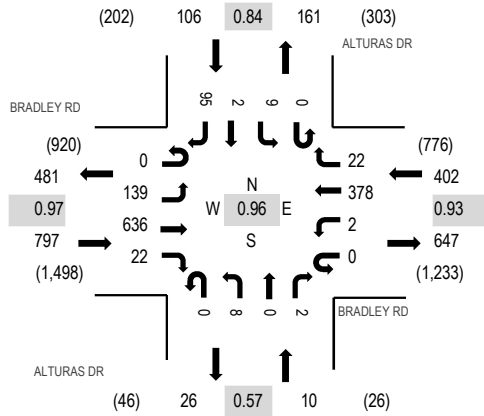 (202) 106 0.84 161 (303)
ALTURAS DR
BRADLEY RD
95 2 9 0
(920) (776)
0 22
481 402
139 378
N
0.97 W 0.96 E 0.93
636 2
S
797 647
22 0
(1,498) (1,233)
0 8 0 2
BRADLEY RD
ALTURAS DR
(46) 26 0.57 10 (26)